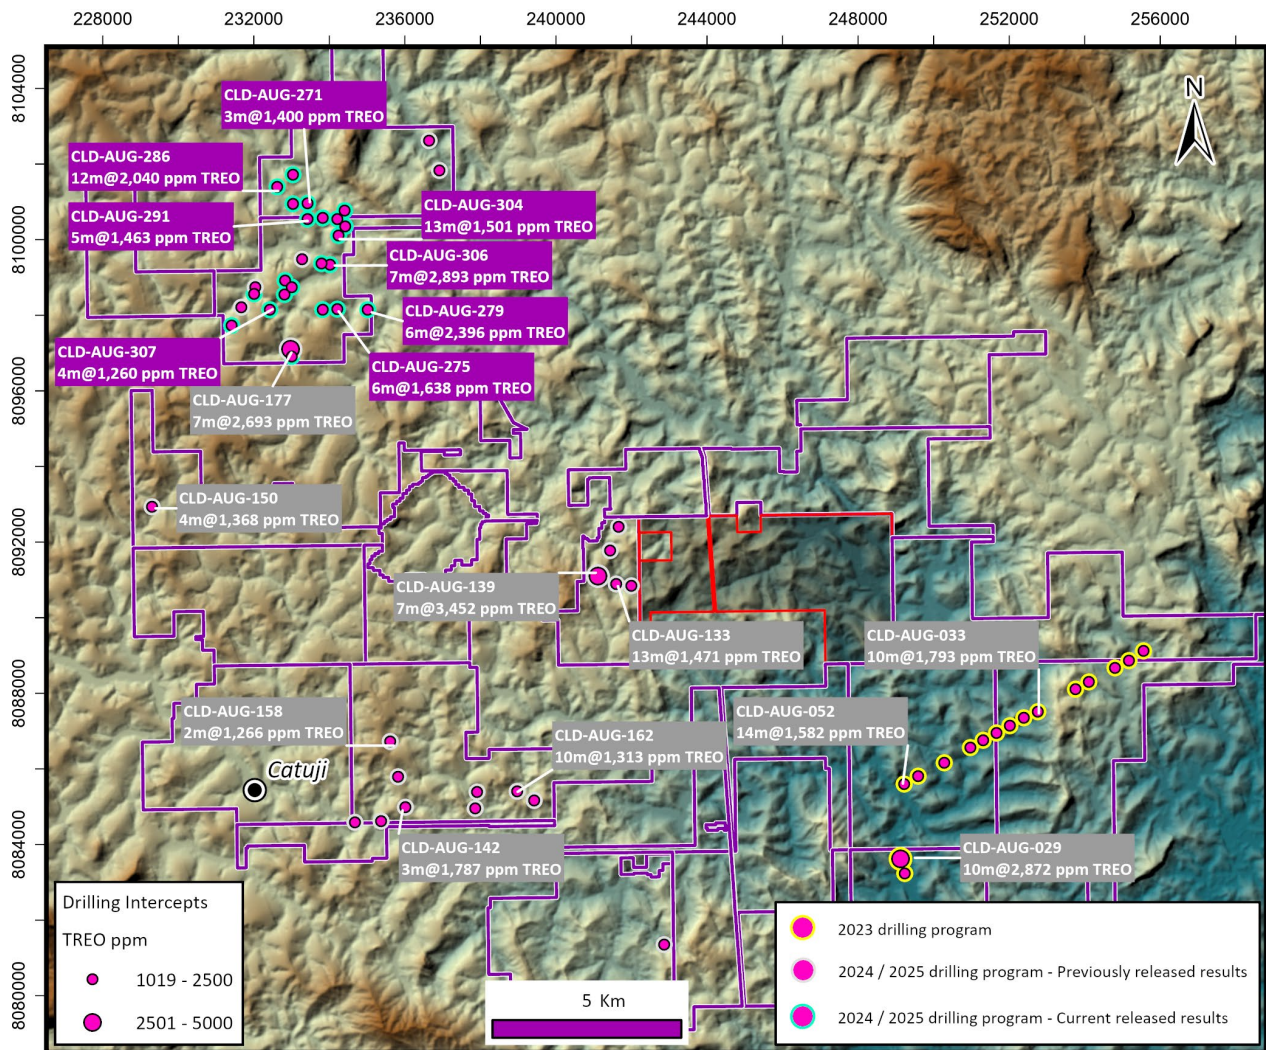 228000
232000
236000
240000
244000
248000
252000
256000
8104000
8100000
8096000
8092000
8088000
8084000
8080000
N
CLD-AUG-271
3m@1,400 ppm TREO
CLD-AUG-286
12m@2,040 ppm TREO
CLD-AUG-291
5m@1,463 ppm TREO
CLD-AUG-304
13m@1,501 ppm TREO
CLD-AUG-306
7m@2,893 ppm TREO
CLD-AUG-279
6m@2,396 ppm TREO
CLD-AUG-307
4m@1,260 ppm TREO
CLD-AUG-275
6m@1,638 ppm TREO
CLD-AUG-177
7m@2,693 ppm TREO
CLD-AUG-150
4m@1,368 ppm TREO
CLD-AUG-139
7m@3,452 ppm TREO
CLD-AUG-133
13m@1,471 ppm TREO
CLD-AUG-033
10m@1,793 ppm TREO
CLD-AUG-158
2m@1,266 ppm TREO
CLD-AUG-052
14m@1,582 ppm TREO
CLD-AUG-162
10m@1,313 ppm TREO
Catuji
CLD-AUG-142
3m@1,787 ppm TREO
CLD-AUG-029
10m@2,872 ppm TREO
Drilling Intercepts
TREO ppm
1019 - 2500
2501 - 5000
5 Km
2023 drilling program
2024 / 2025 drilling program - Previously released results
2024 / 2025 drilling program - Current released results